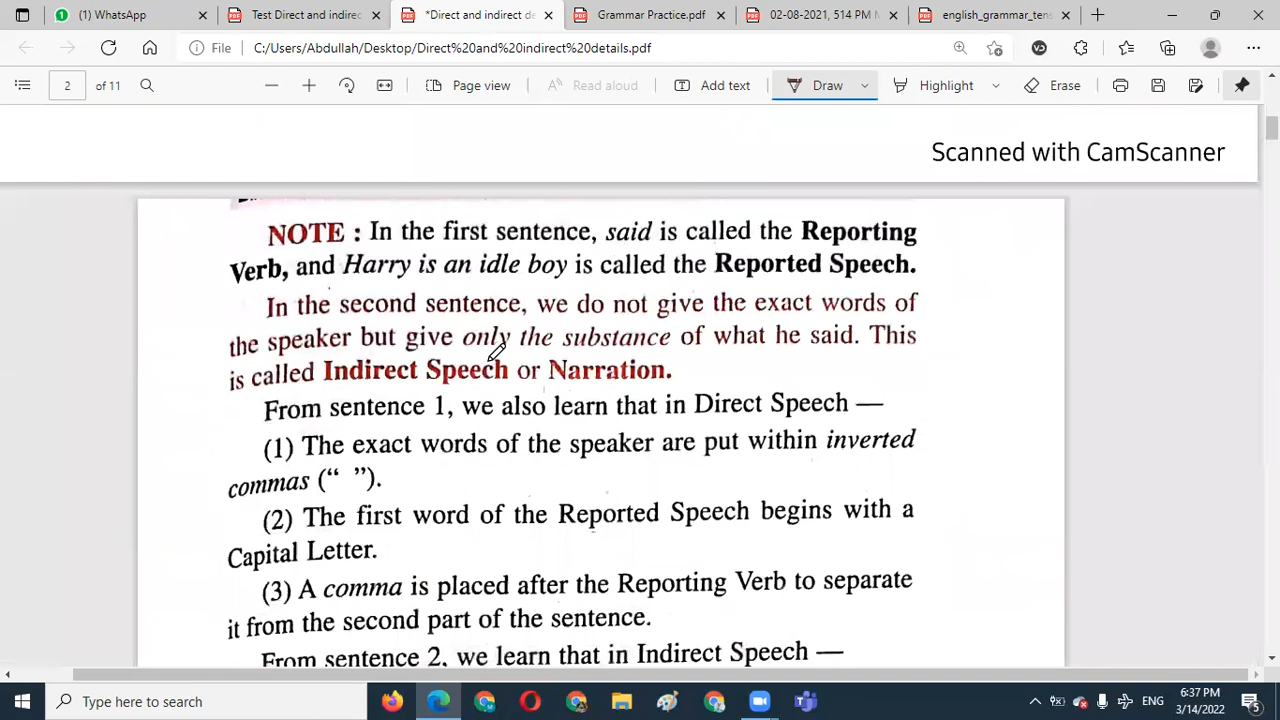 (1) WhatsApp
Test Direct and indirec
*Direct and indirect de
Grammar Practice.pdf
02-08-2021, 5:14 PM
english_grammar_tens
File
C:/Users/Abdullah/Desktop/Direct%20and%20indirect%20details.pdf
2 of 11
Page view
Read aloud
Add text
Draw
Highlight
Erase
Scanned with CamScanner
NOTE : In the first sentence, said is called the Reporting
Verb, and Harry is an idle boy is called the Reported Speech.
In the second sentence, we do not give the exact words of
the speaker but give only the substance of what he said. This
is called Indirect Speech or Narration.
From sentence 1, we also learn that in Direct Speech —
(1) The exact words of the speaker are put within inverted
commas (“ ”).
(2) The first word of the Reported Speech begins with a
Capital Letter.
(3) A comma is placed after the Reporting Verb to separate
it from the second part of the sentence.
From sentence 2, we learn that in Indirect Speech —
Type here to search
ENG
6:37 PM
3/14/2022
5